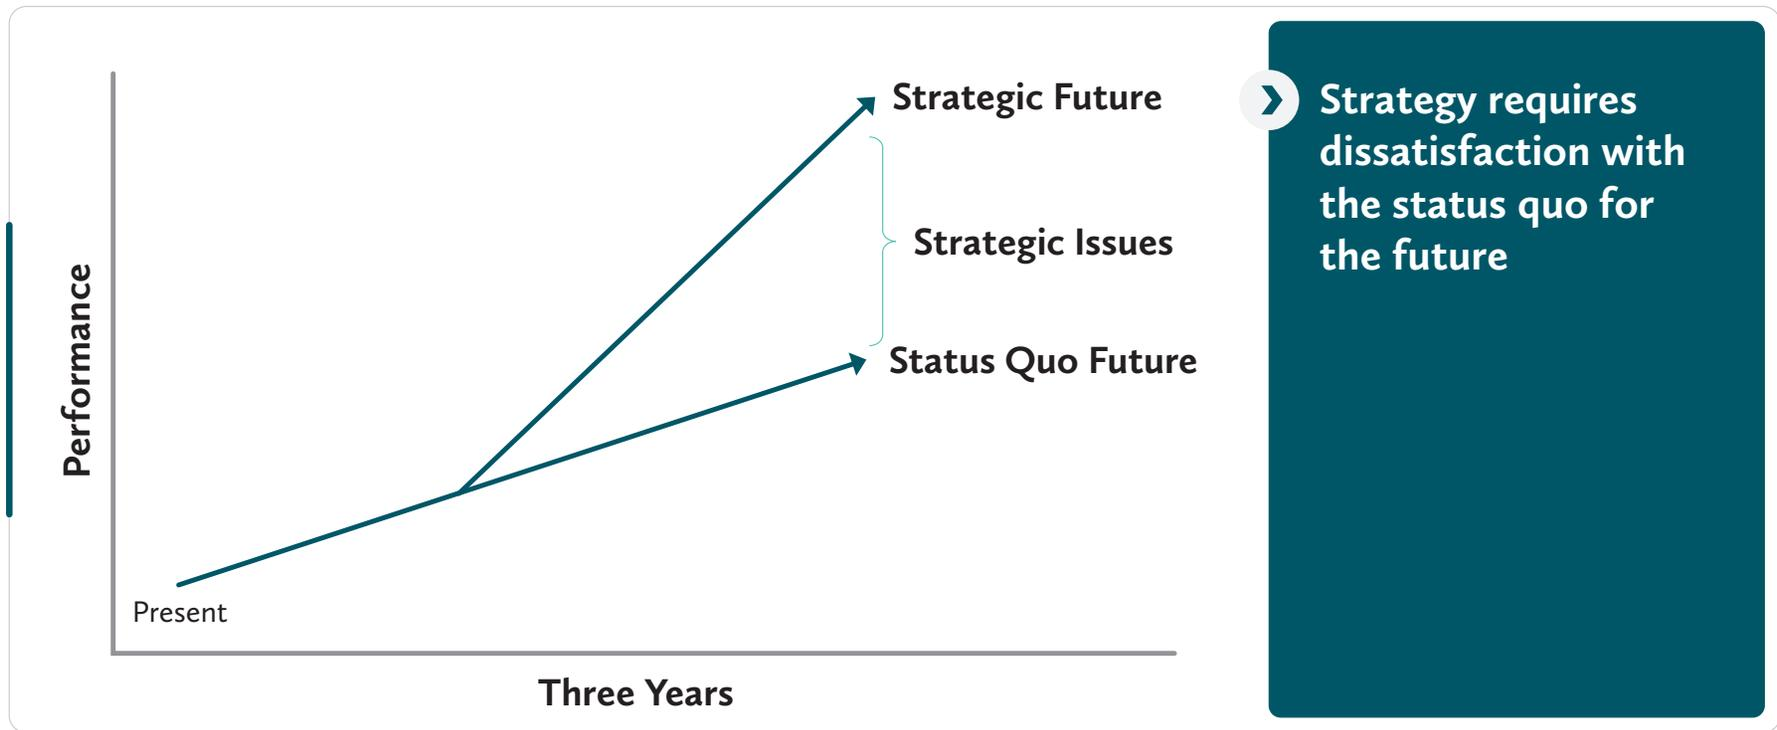 Performance
Strategic Future
Strategic Issues
Status Quo Future
Present
Three Years
Strategy requires
dissatisfaction with
the status quo for
the future